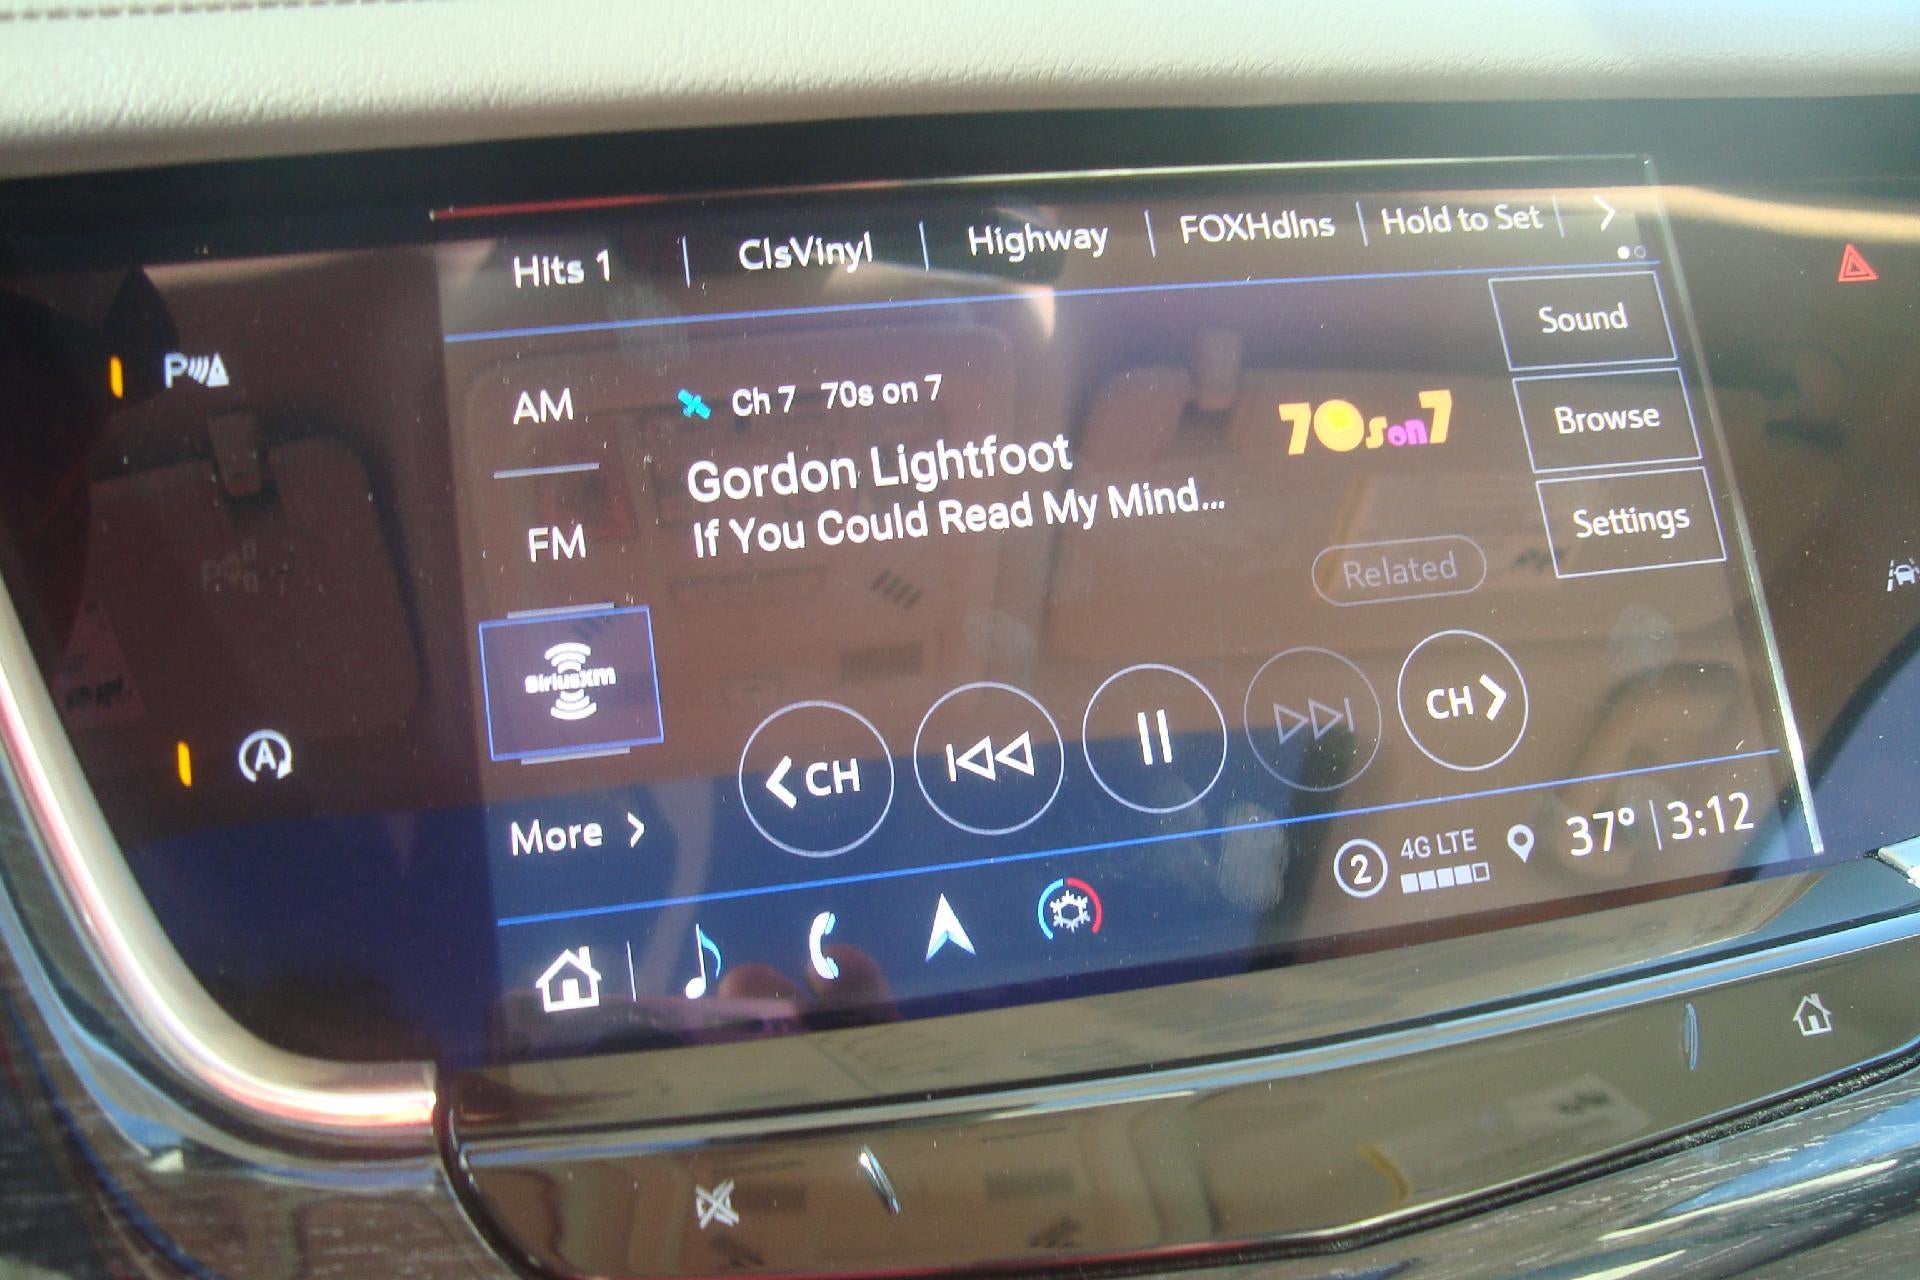 Hits 1 ClsVinyl Highway FOXHdlns Hold to Set
Sound
AM
Ch 7 70s on 7
70s on 7
Browse
Gordon Lightfoot
If You Could Read My Mind...
FM
Settings
Related
SiriusXM
CH
CH
More
4G LTE
2
37° 3:12
P
A